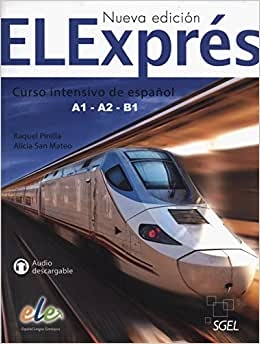 Nueva edición
ELExprés
Curso intensivo de español
A1 - A2 - B1
Raquel Pinilla
Alicia San Mateo
Audio
descargable
ele
Español Lengua Extranjera
SGEL